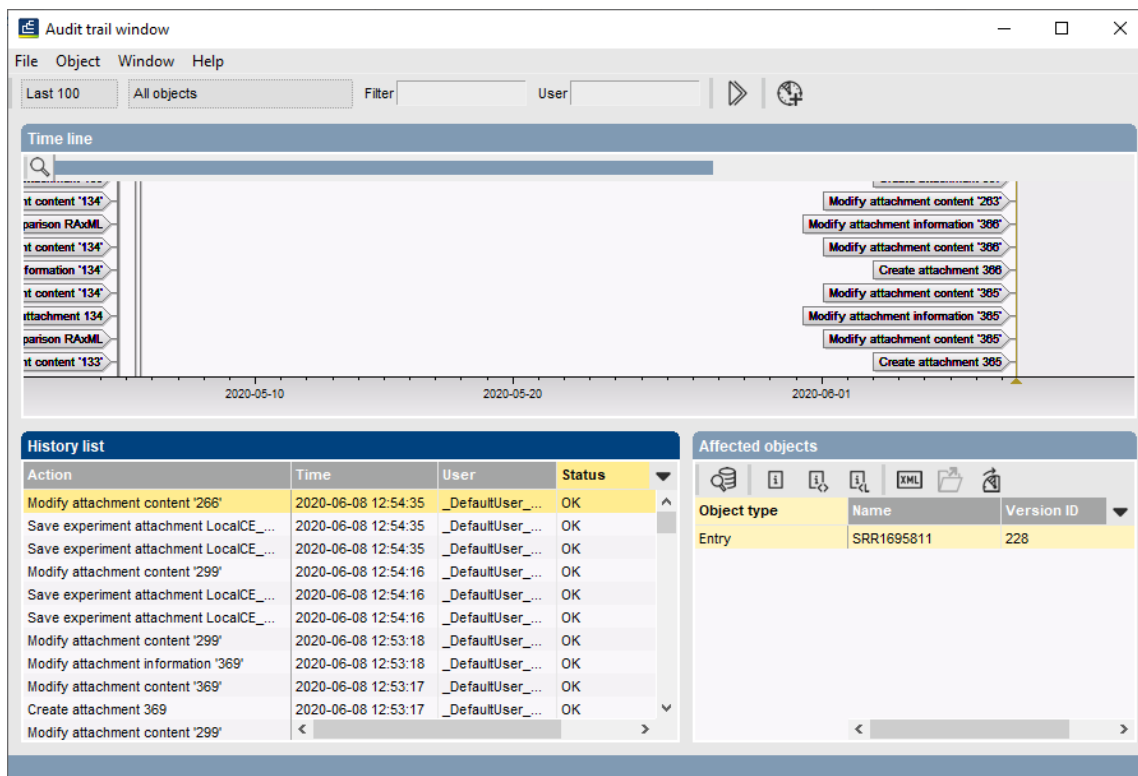 Audit trail window
File Object Window Help
Last 100 All objects Filter User
Time line
nt content '134' Modify attachment content '263'
parison RAxML Modify attachment information '366'
nt content '134' Modify attachment content '366'
formation '134' Create attachment 366
nt content '134' Modify attachment content '365'
ttachment 134 Modify attachment information '365'
parison RAxML Modify attachment content '365'
nt content '133' Create attachment 365
2020-05-10 2020-05-20 2020-06-01
History list
Action Time User Status
Modify attachment content '266' 2020-06-08 12:54:35 _DefaultUser_... OK
Save experiment attachment LocalCE_... 2020-06-08 12:54:35 _DefaultUser_... OK
Save experiment attachment LocalCE_... 2020-06-08 12:54:35 _DefaultUser_... OK
Modify attachment content '299' 2020-06-08 12:54:16 _DefaultUser_... OK
Save experiment attachment LocalCE_... 2020-06-08 12:54:16 _DefaultUser_... OK
Save experiment attachment LocalCE_... 2020-06-08 12:54:16 _DefaultUser_... OK
Modify attachment content '299' 2020-06-08 12:53:18 _DefaultUser_... OK
Modify attachment information '369' 2020-06-08 12:53:18 _DefaultUser_... OK
Modify attachment content '369' 2020-06-08 12:53:17 _DefaultUser_... OK
Create attachment 369 2020-06-08 12:53:17 _DefaultUser_... OK
Modify attachment content '299'
Affected objects
XML
Object type Name Version ID
Entry SRR1695811 228